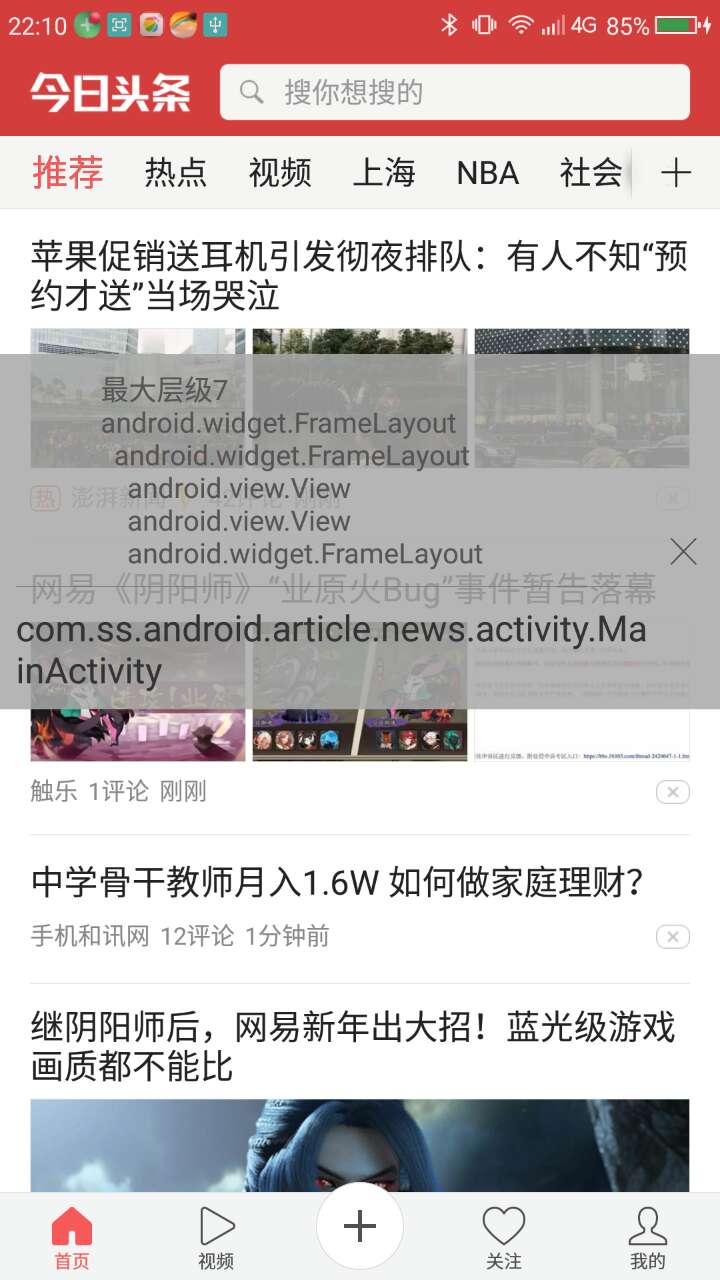 22:10 4G 85%
今日头条 搜你想搜的
推荐 热点 视频 上海 NBA 社会
苹果促销送耳机引发彻夜排队：有人不知“预
约才送”当场哭泣
最大层级7
android.widget.FrameLayout
android.widget.FrameLayout
android.view.View
热 澎湃新闻 42评论 刚刚
android.view.View
android.widget.FrameLayout
网易《阴阳师》“业原火Bug”事件暂告落幕
com.ss.android.article.news.activity.Ma
inActivity
触乐 1评论 刚刚
中学骨干教师月入1.6W 如何做家庭理财？
手机和讯网 12评论 1分钟前
继阴阳师后，网易新年出大招！蓝光级游戏
画质都不能比
首页 视频 关注 我的